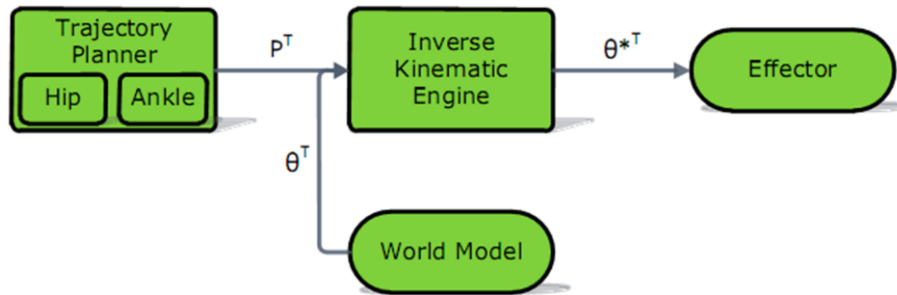 Trajectory
Planner
Hip
Ankle
P^T
Inverse
Kinematic
Engine
θ*^T
Effector
θ^T
World Model